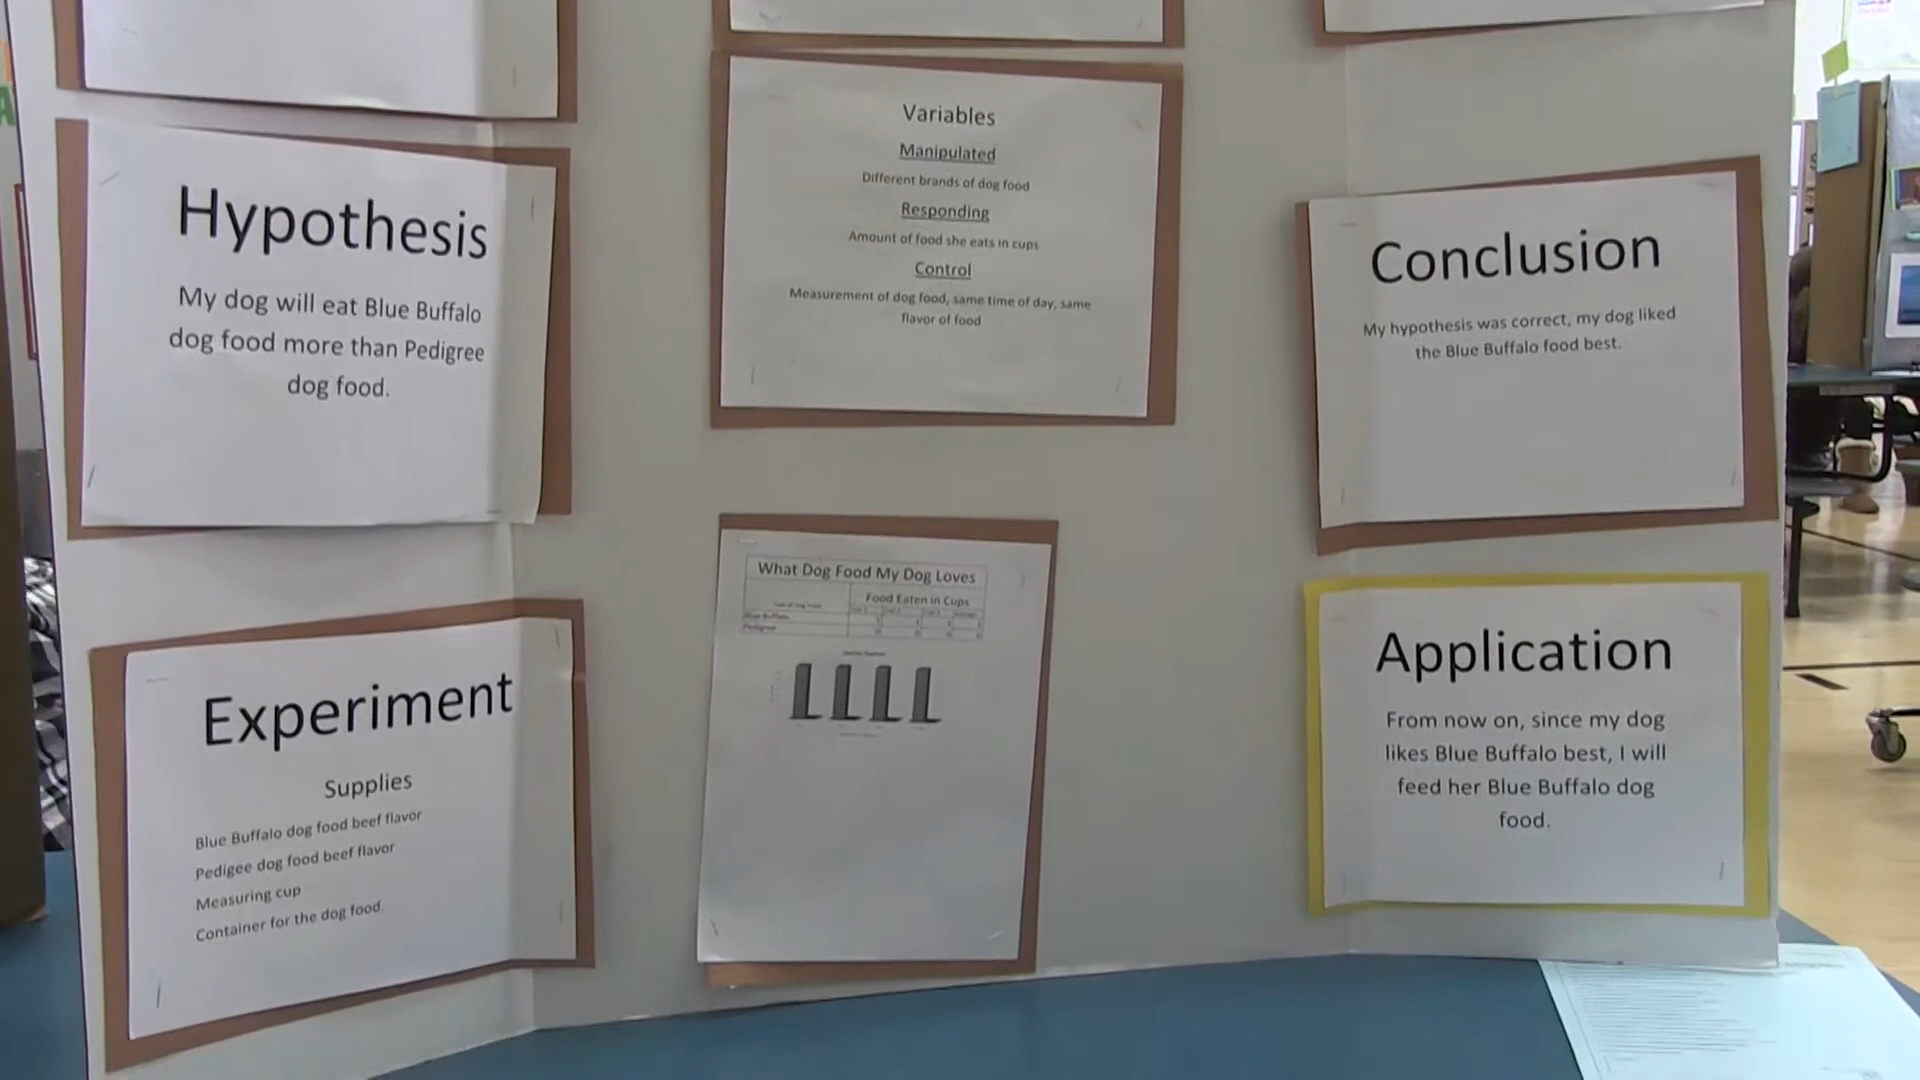 Hypothesis
My dog will eat Blue Buffalo
dog food more than Pedigree
dog food.
Experiment
Supplies
Blue Buffalo dog food beef flavor
Pedigee dog food beef flavor
Measuring cup
Container for the dog food.
Variables
Manipulated
Different brands of dog food
Responding
Amount of food she eats in cups
Control
Measurement of dog food, same time of day, same
flavor of food
What Dog Food My Dog Loves
Food Eaten in Cups
Blue Buffalo
Pedigree
Conclusion
My hypothesis was correct, my dog liked
the Blue Buffalo food best.
Application
From now on, since my dog
likes Blue Buffalo best, I will
feed her Blue Buffalo dog
food.